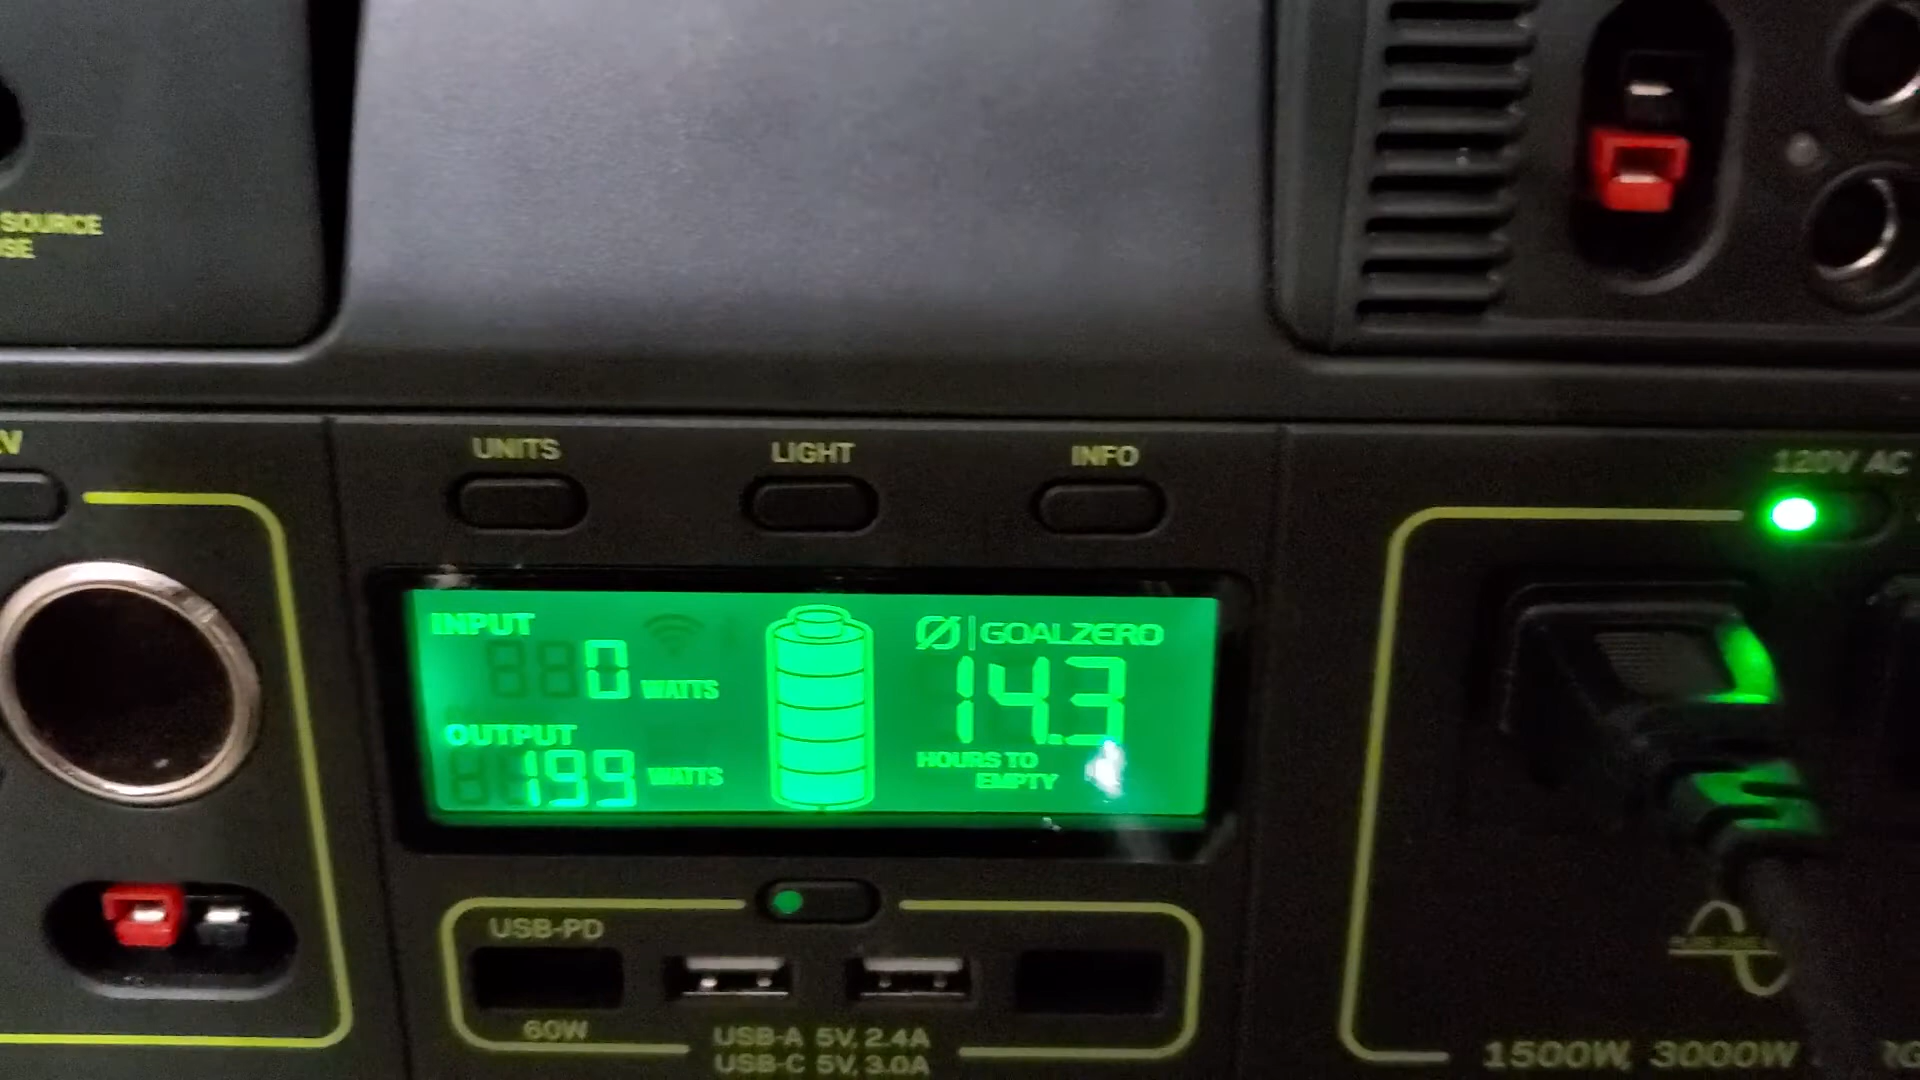 SOURCE
UNITS
LIGHT
INFO
120V AC
INPUT
0 WATTS
OUTPUT
199 WATTS
GOALZERO
14.3
HOURS TO
EMPTY
USB-PD
60W
USB-A 5V, 2.4A
USB-C 5V, 3.0A
1500W, 3000W